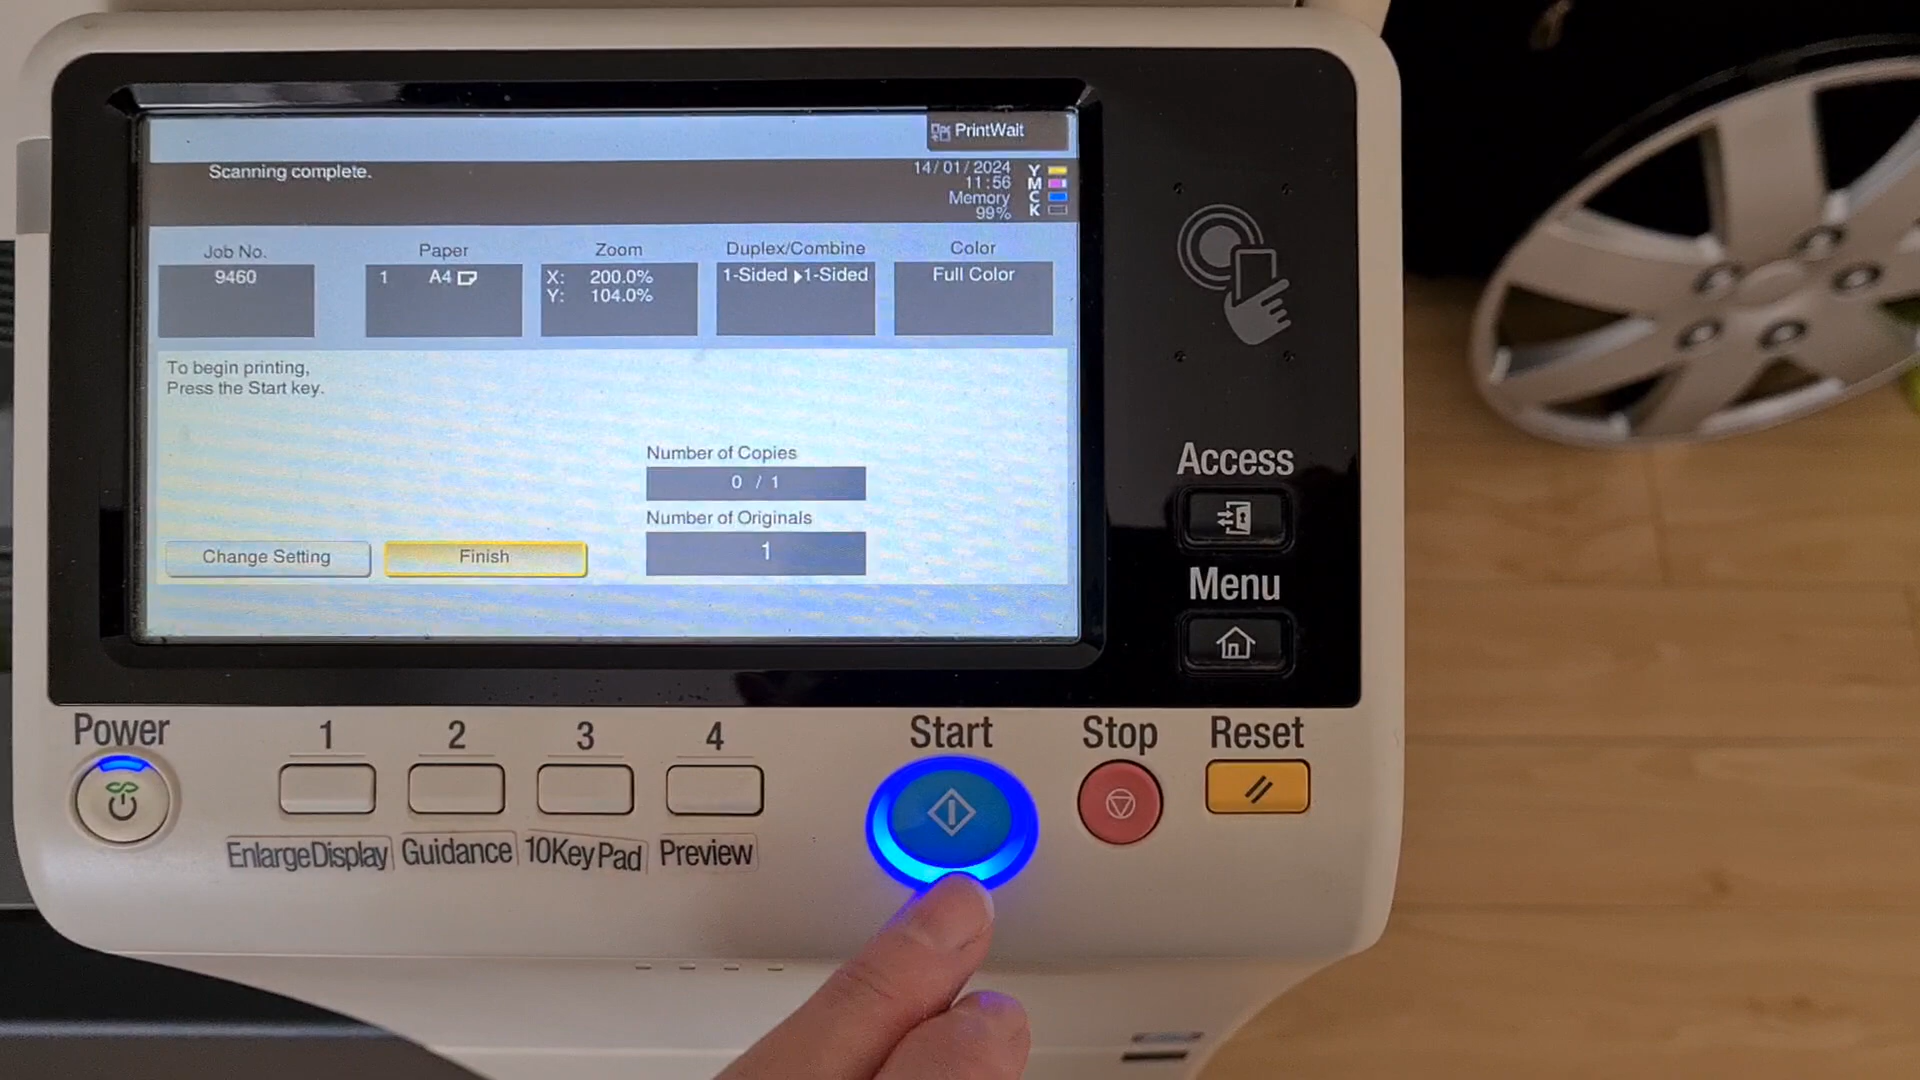 PrintWait
Scanning complete.
14/01/2024
11:56
Memory
99%
Y
M
C
K
Job No.
9460
Paper
1 A4
Zoom
X: 200.0%
Y: 104.0%
Duplex/Combine
1-Sided ▶1-Sided
Color
Full Color
To begin printing,
Press the Start key.
Number of Copies
0 / 1
Number of Originals
1
Change Setting
Finish
Access
Menu
Power
1
2
3
4
Start
Stop
Reset
EnlargeDisplay
Guidance
10KeyPad
Preview